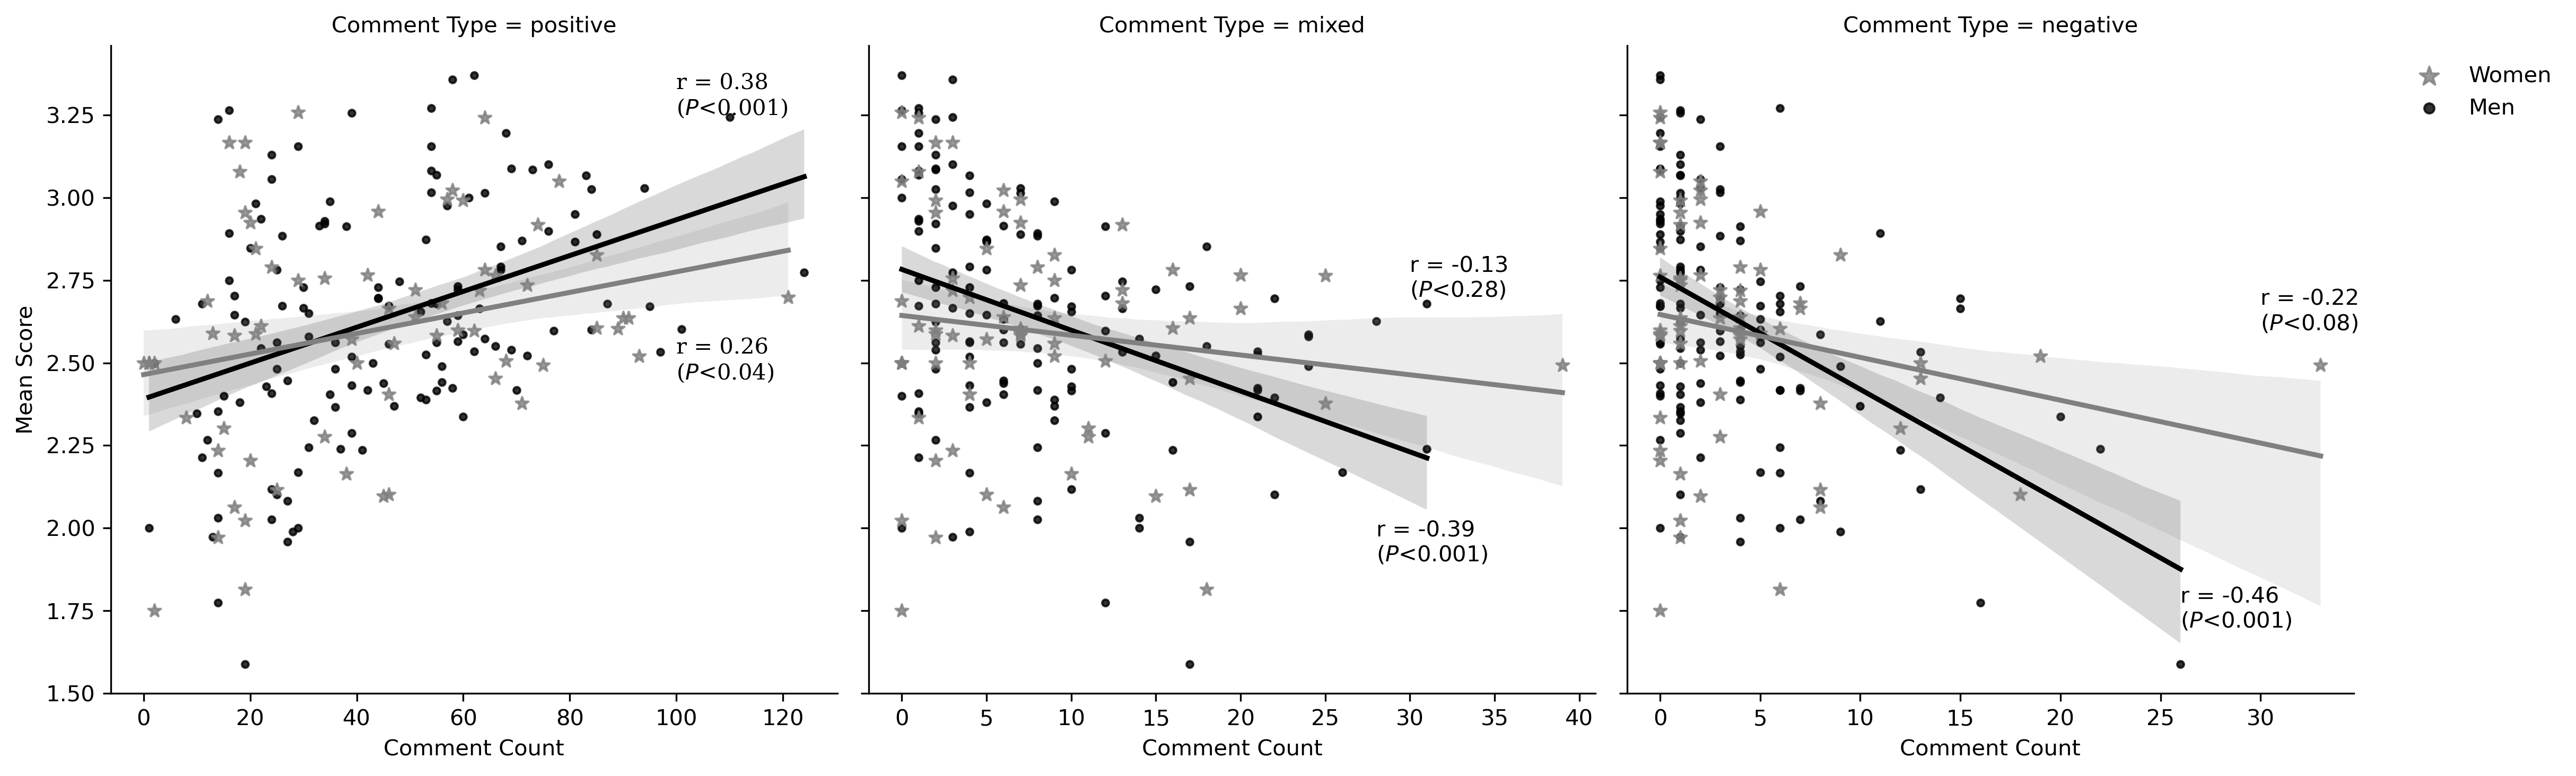 Comment Type = positive
Comment Type = mixed
Comment Type = negative
Women
Men
r = 0.38
(P<0.001)
r = 0.26
(P<0.04)
r = -0.13
(P<0.28)
r = -0.39
(P<0.001)
r = -0.22
(P<0.08)
r = -0.46
(P<0.001)
Mean Score
3.25
3.00
2.75
2.50
2.25
2.00
1.75
1.50
0 20 40 60 80 100 120
0 5 10 15 20 25 30 35 40
0 5 10 15 20 25 30
Comment Count
Comment Count
Comment Count